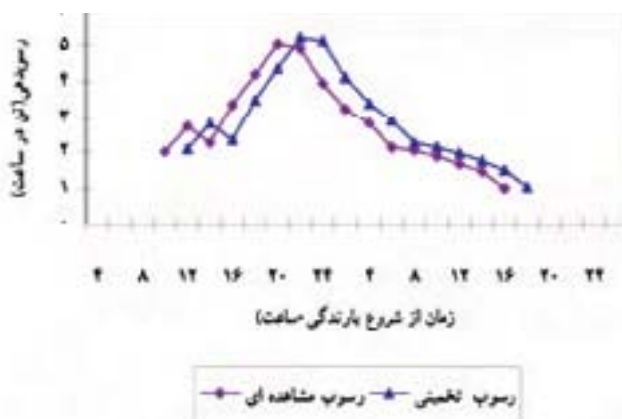 رسوبدهی(تن در ساعت)
۵
۴
۳
۲
۱
۰
۴ ۸ ۱۲ ۱۶ ۲۰ ۲۴ ۴ ۸ ۱۲ ۱۶ ۲۰ ۲۴
زمان از شروع بارندگی -ساعت)
رسوب مشاهده ای رسوب تخمینی